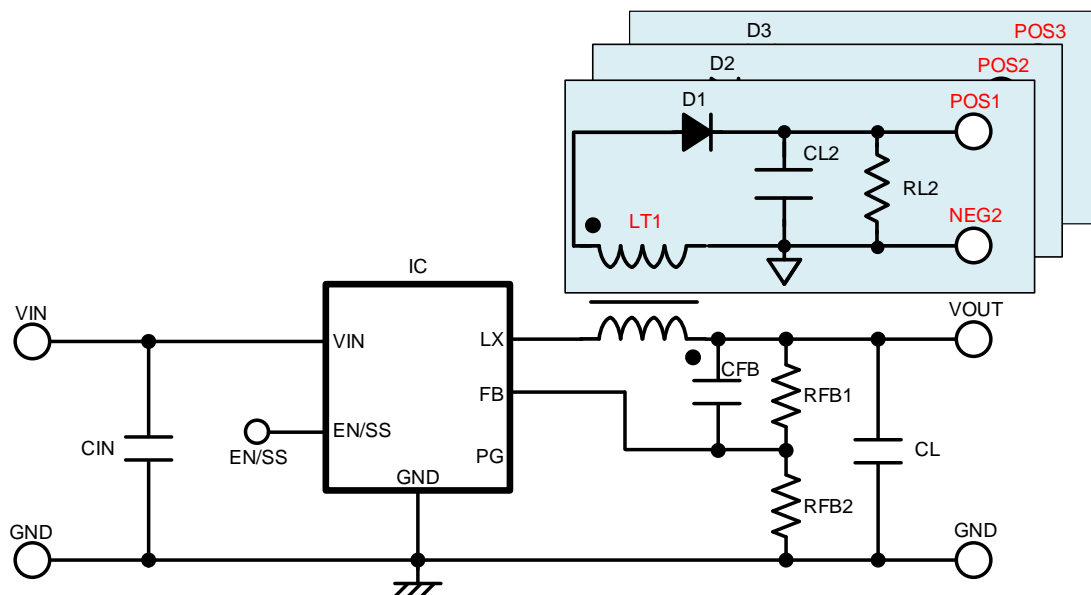 D3
POS3
D2
POS2
D1
POS1
CL2
RL2
LT1
NEG2
IC
VIN
VOUT
VIN
LX
CFB
FB
RFB1
EN/SS
EN/SS
CIN
PG
CL
GND
RFB2
GND
GND